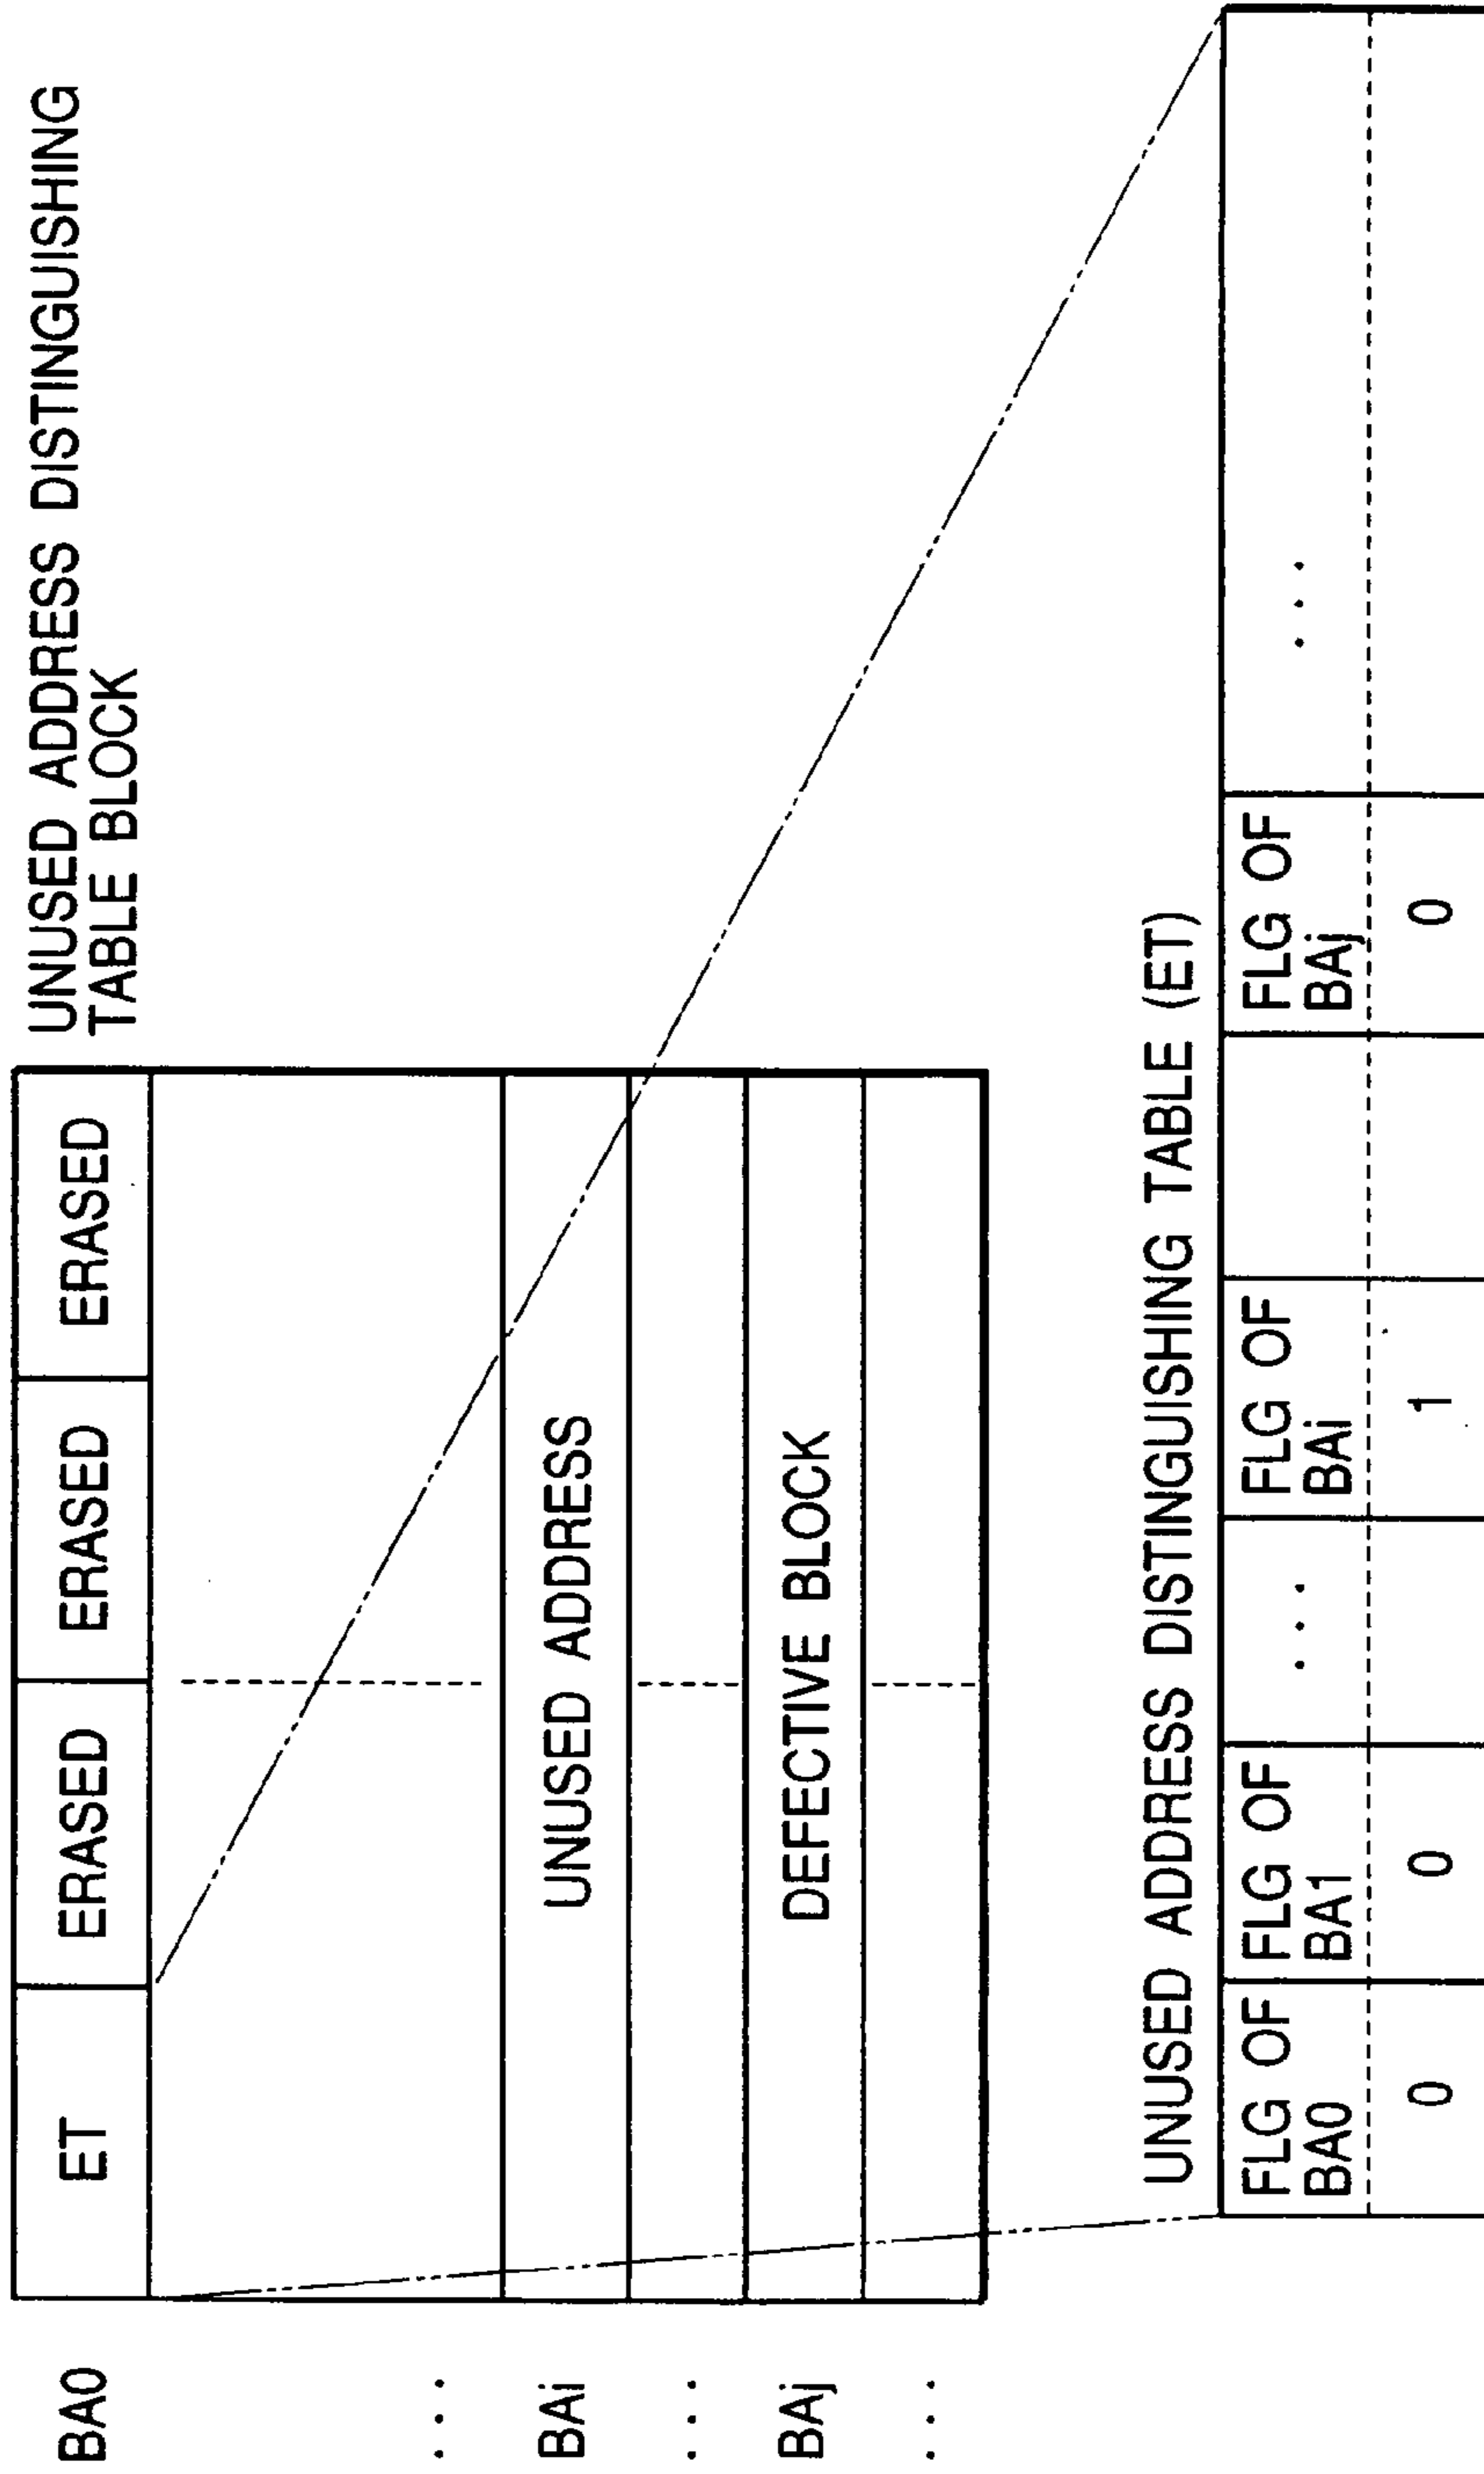 UNUSED ADDRESS DISTINGUISHING
TABLE BLOCK
BA0 ET ERASED ERASED ERASED
...
BAi UNUSED ADDRESS
...
BAj DEFECTIVE BLOCK
...
UNUSED ADDRESS DISTINGUISHING TABLE (ET)
FLG OF FLG OF FLG OF FLG OF
BA0 BA1 ... BAi BAj ...
0 0 1 0